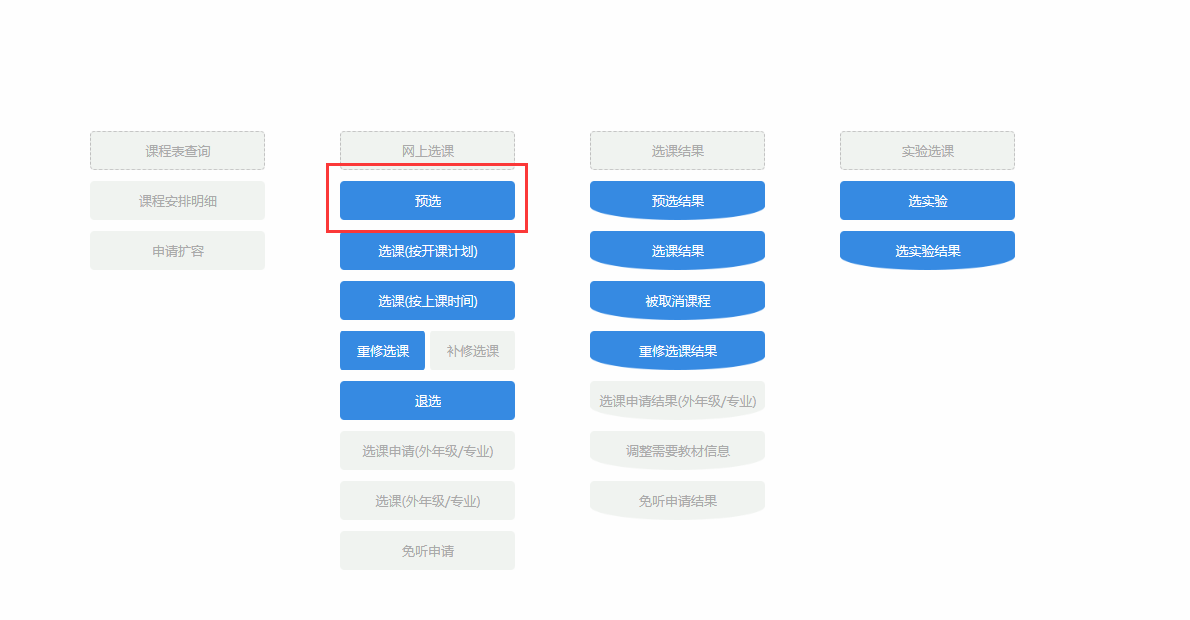 课程表查询
课程安排明细
申请扩容
网上选课
预选
选课(按开课计划)
选课(按上课时间)
重修选课
补修选课
退选
选课申请(外年级/专业)
选课(外年级/专业)
免听申请
选课结果
预选结果
选课结果
被取消课程
重修选课结果
选课申请结果(外年级/专业)
调整需要教材信息
免听申请结果
实验选课
选实验
选实验结果